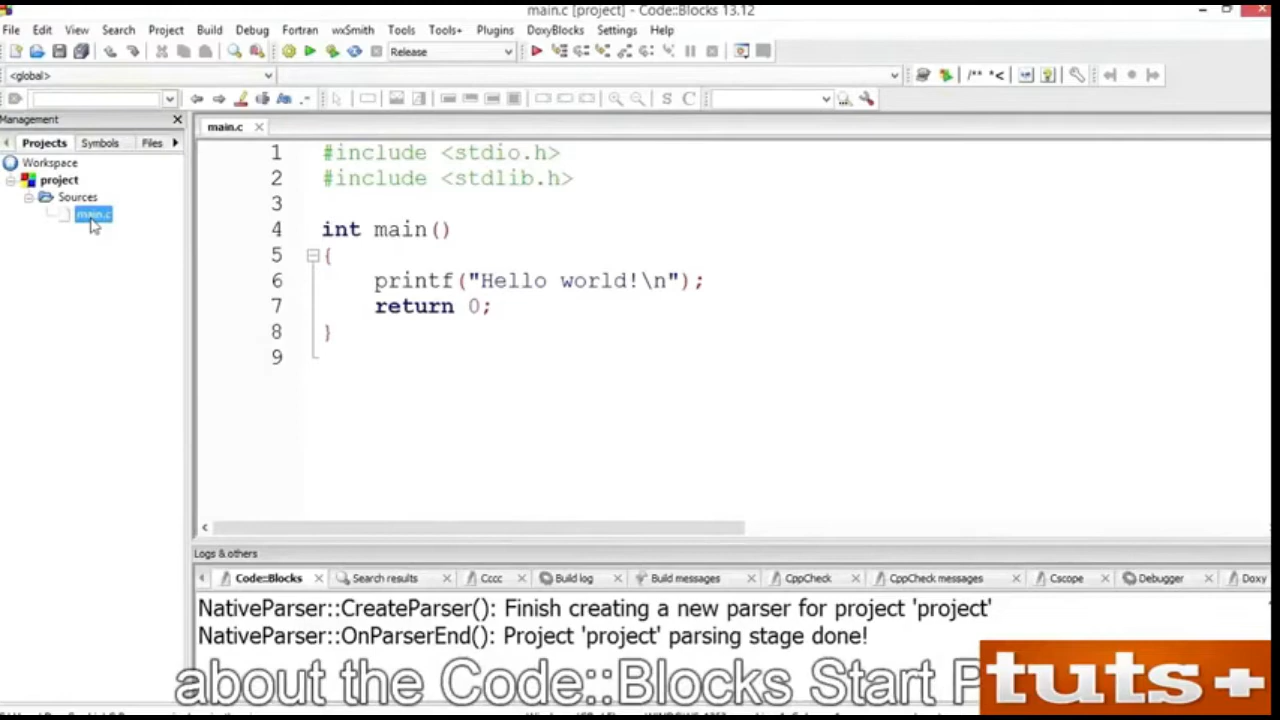 main.c [project] - Code::Blocks 13.12
File Edit View Search Project Build Debug Fortran wxSmith Tools Tools+ Plugins DoxyBlocks Settings Help
Release
<global>
Management
Projects Symbols Files
Workspace
project
Sources
main.c
main.c
1 #include <stdio.h>
2 #include <stdlib.h>
3
4 int main()
5 {
6 printf("Hello world!\n");
7 return 0;
8 }
9
Logs & others
Code::Blocks Search results Cccc Build log Build messages CppCheck CppCheck messages Cscope Debugger Doxy
NativeParser::CreateParser(): Finish creating a new parser for project 'project'
NativeParser::OnParserEnd(): Project 'project' parsing stage done!
about the Code::Blocks Start P
tuts+